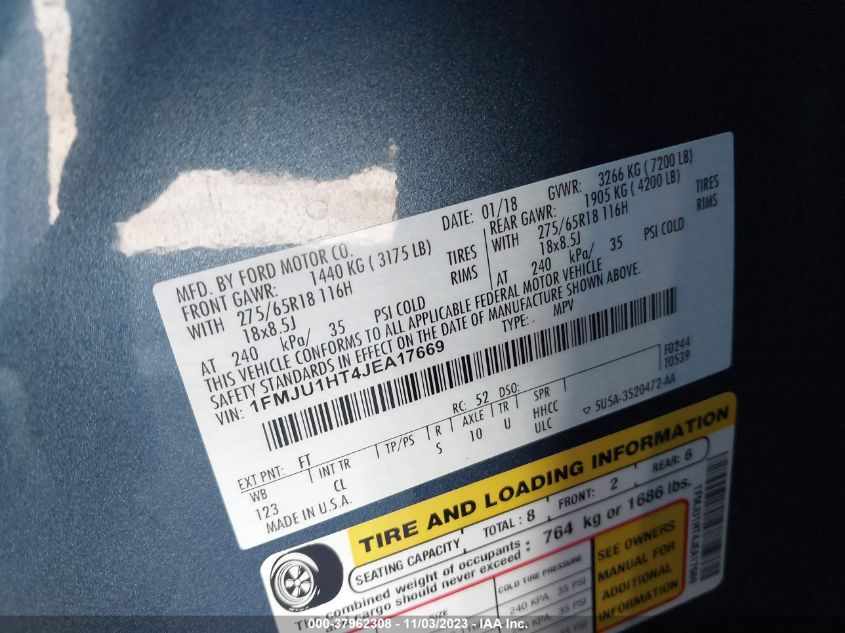 MFD. BY FORD MOTOR CO.
DATE: 01/18 GVWR: 3266 KG ( 7200 LB)
FRONT GAWR: 1440 KG ( 3175 LB)
REAR GAWR: 1905 KG ( 4200 LB)
WITH 275/65R18 116H TIRES
WITH 275/65R18 116H TIRES
18x8.5J RIMS
18x8.5J RIMS
AT 240 kPa/ 35 PSI COLD
AT 240 kPa/ 35 PSI COLD
THIS VEHICLE CONFORMS TO ALL APPLICABLE FEDERAL MOTOR VEHICLE
SAFETY STANDARDS IN EFFECT ON THE DATE OF MANUFACTURE SHOWN ABOVE.
VIN: 1FMJU1HT4JEA17669 TYPE: MPV
F0244
T0539
EXT PNT: FT RC: 52 DSO:
WB INT TR TP/PS R AXLE TR SPR
123 CL S 10 U HHCC
ULC
5U5A-3520472-AA
MADE IN U.S.A.
TIRE AND LOADING INFORMATION
SEATING CAPACITY TOTAL: 8 FRONT: 2 REAR: 6
The combined weight of occupants
and cargo should never exceed: 764 kg or 1686 lbs.
COLD TIRE PRESSURE
SIZE
240 KPA, 35 PSI
35 PSI
SEE OWNERS
MANUAL FOR
ADDITIONAL
INFORMATION
1FMJU1HT4JEA17669
000-37962308 - 11/03/2023 - IAA Inc.